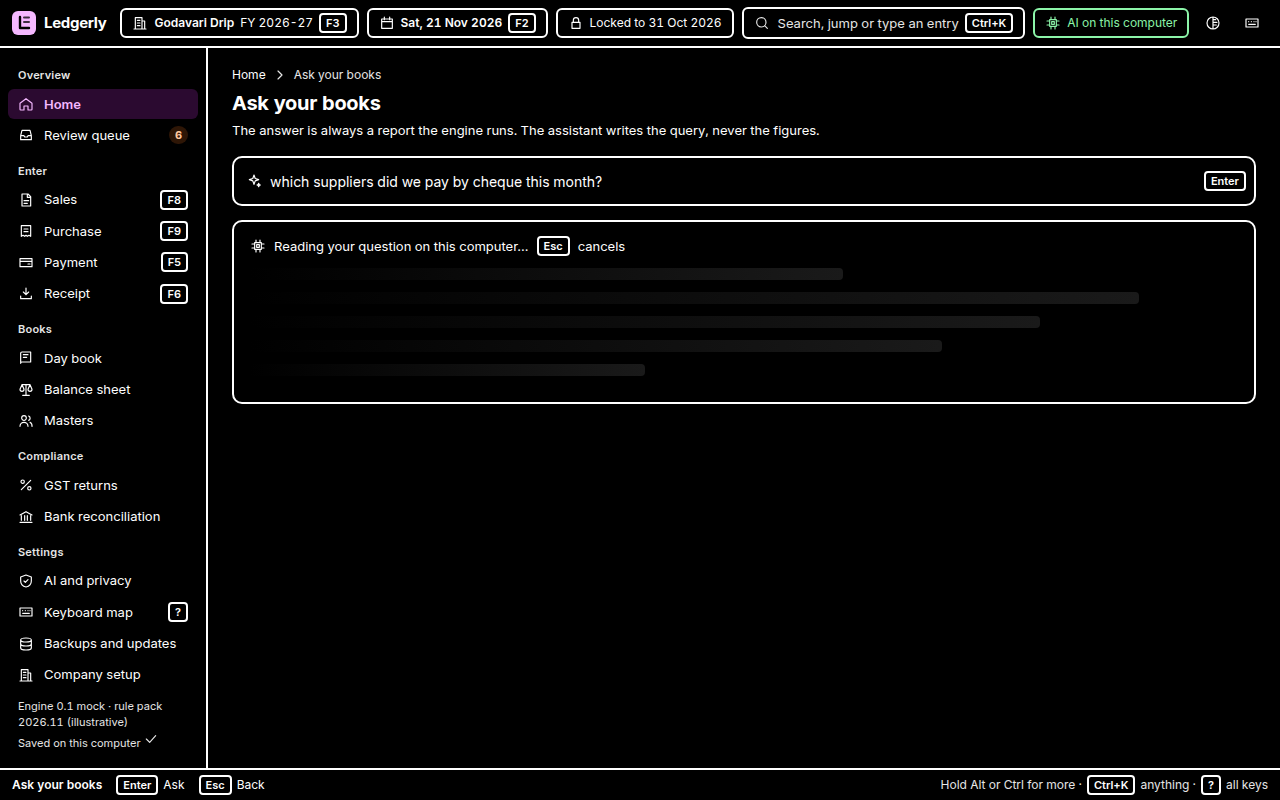 Ledgerly
Godavari Drip FY 2026-27 F3
Sat, 21 Nov 2026 F2
Locked to 31 Oct 2026
Search, jump or type an entry Ctrl+K
AI on this computer
Overview
Home
Review queue 6
Enter
Sales F8
Purchase F9
Payment F5
Receipt F6
Books
Day book
Balance sheet
Masters
Compliance
GST returns
Bank reconciliation
Settings
AI and privacy
Keyboard map ?
Backups and updates
Company setup
Engine 0.1 mock · rule pack
2026.11 (illustrative)
Saved on this computer
Home Ask your books
Ask your books
The answer is always a report the engine runs. The assistant writes the query, never the figures.
which suppliers did we pay by cheque this month? Enter
Reading your question on this computer... Esc cancels
Ask your books Enter Ask Esc Back
Hold Alt or Ctrl for more · Ctrl+K anything · ? all keys